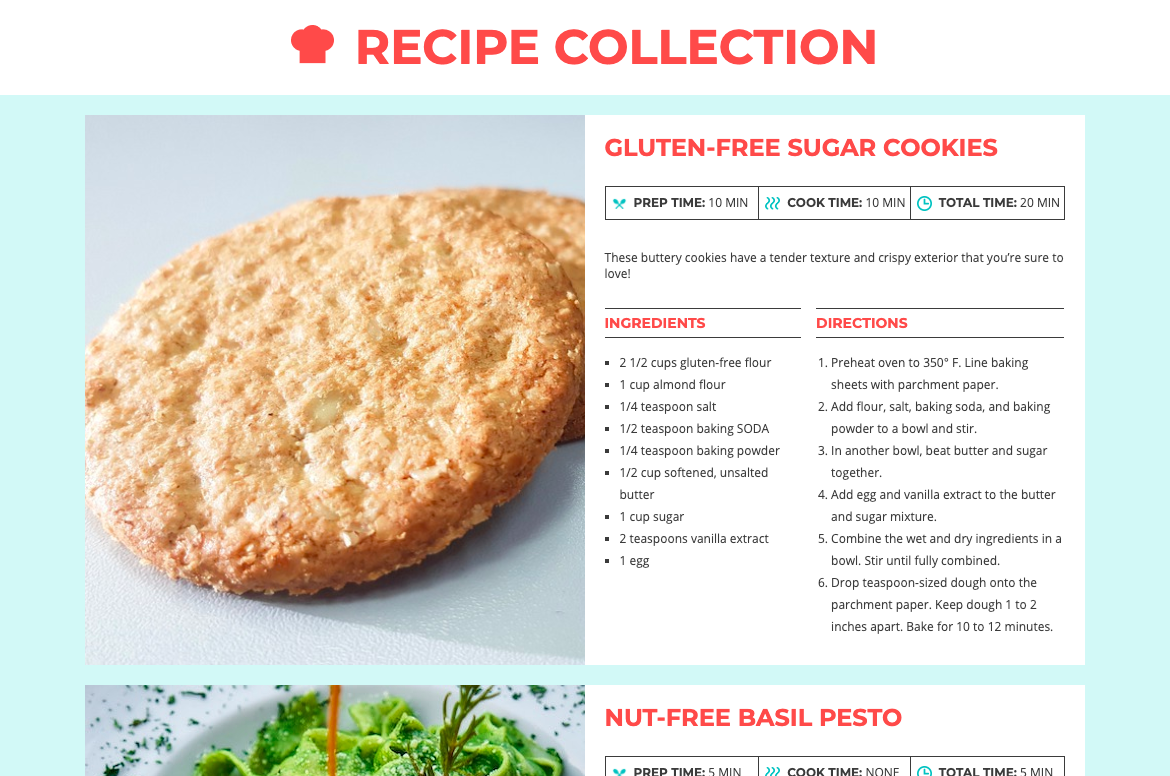 RECIPE COLLECTION
GLUTEN-FREE SUGAR COOKIES
PREP TIME: 10 MIN COOK TIME: 10 MIN TOTAL TIME: 20 MIN
These buttery cookies have a tender texture and crispy exterior that you’re sure to
love!
INGREDIENTS
2 1/2 cups gluten-free flour
1 cup almond flour
1/4 teaspoon salt
1/2 teaspoon baking SODA
1/4 teaspoon baking powder
1/2 cup softened, unsalted
butter
1 cup sugar
2 teaspoons vanilla extract
1 egg
DIRECTIONS
1. Preheat oven to 350° F. Line baking
sheets with parchment paper.
2. Add flour, salt, baking soda, and baking
powder to a bowl and stir.
3. In another bowl, beat butter and sugar
together.
4. Add egg and vanilla extract to the butter
and sugar mixture.
5. Combine the wet and dry ingredients in a
bowl. Stir until fully combined.
6. Drop teaspoon-sized dough onto the
parchment paper. Keep dough 1 to 2
inches apart. Bake for 10 to 12 minutes.
NUT-FREE BASIL PESTO
PREP TIME: 5 MIN COOK TIME: NONE TOTAL TIME: 5 MIN